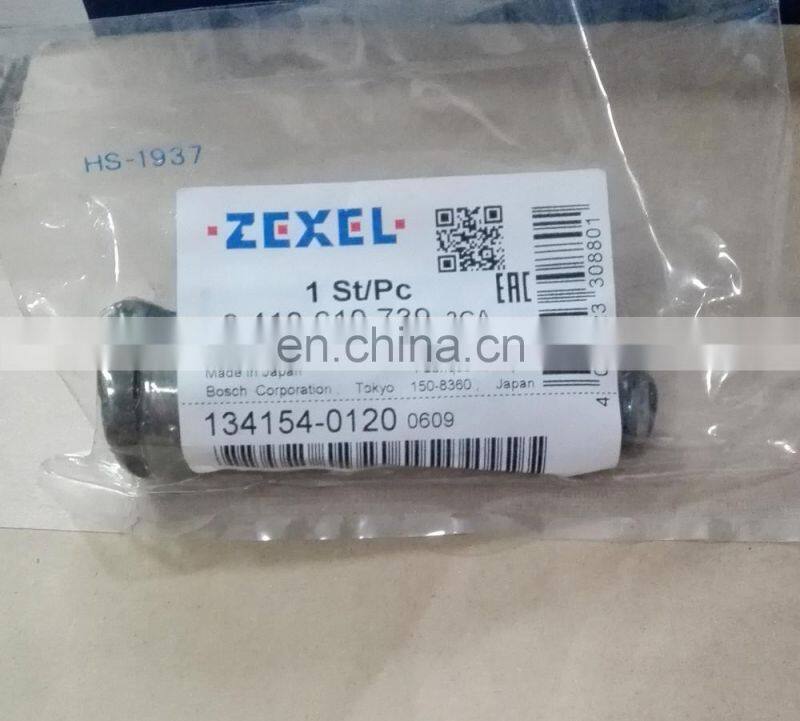 HS-1937
ZEXEL
1 St/Pc
EAC
en.china.cn
Made in Japan
Bosch Corporation, Tokyo 150-8360, Japan
134154-0120 0609
308801